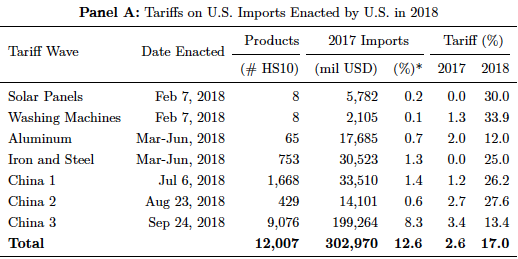 Panel A: Tariffs on U.S. Imports Enacted by U.S. in 2018
Tariff Wave Date Enacted Products 2017 Imports Tariff (%)
(# HS10) (mil USD) (%)* 2017 2018
Solar Panels Feb 7, 2018 8 5,782 0.2 0.0 30.0
Washing Machines Feb 7, 2018 8 2,105 0.1 1.3 33.9
Aluminum Mar-Jun, 2018 65 17,685 0.7 2.0 12.0
Iron and Steel Mar-Jun, 2018 753 30,523 1.3 0.0 25.0
China 1 Jul 6, 2018 1,668 33,510 1.4 1.2 26.2
China 2 Aug 23, 2018 429 14,101 0.6 2.7 27.6
China 3 Sep 24, 2018 9,076 199,264 8.3 3.4 13.4
Total 12,007 302,970 12.6 2.6 17.0